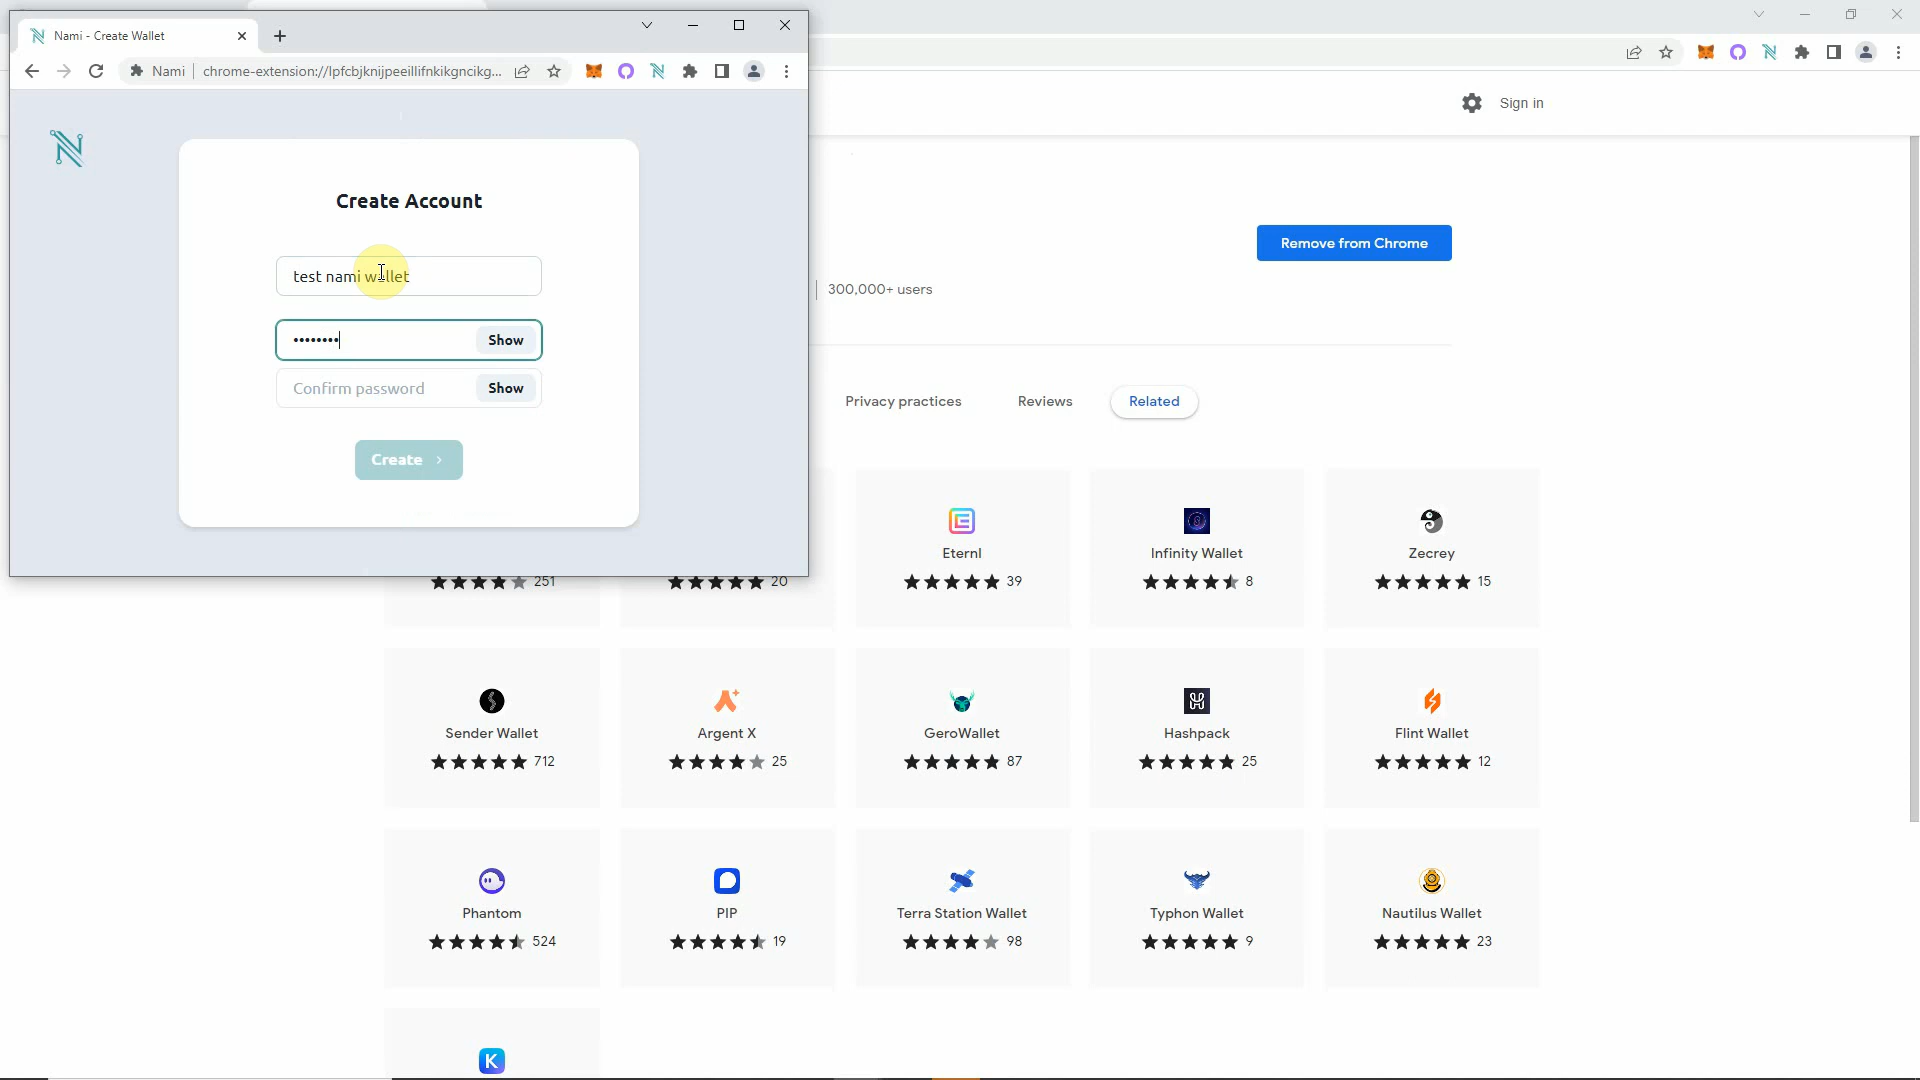 Nami - Create Wallet
Nami
chrome-extension://lpfcbjknijpeeillifnkikgncikg...
Create Account
test nami wallet
••••••••
Show
Confirm password
Show
Create
Sign in
Remove from Chrome
300,000+ users
Privacy practices
Reviews
Related
251
20
Eternl
39
Infinity Wallet
8
Zecrey
15
Sender Wallet
712
Argent X
25
GeroWallet
87
Hashpack
25
Flint Wallet
12
Phantom
524
PIP
19
Terra Station Wallet
98
Typhon Wallet
9
Nautilus Wallet
23
K